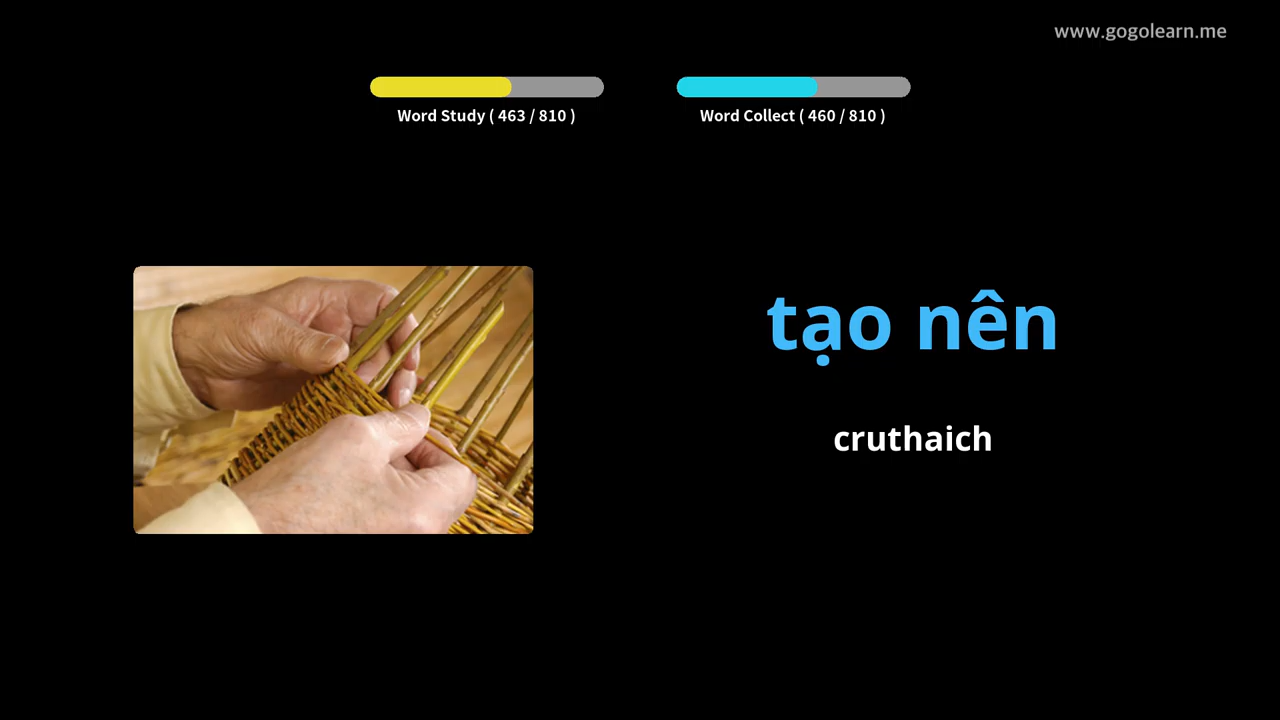 www.gogolearn.me
Word Study ( 463 / 810 )
Word Collect ( 460 / 810 )
tạo nên
cruthaich